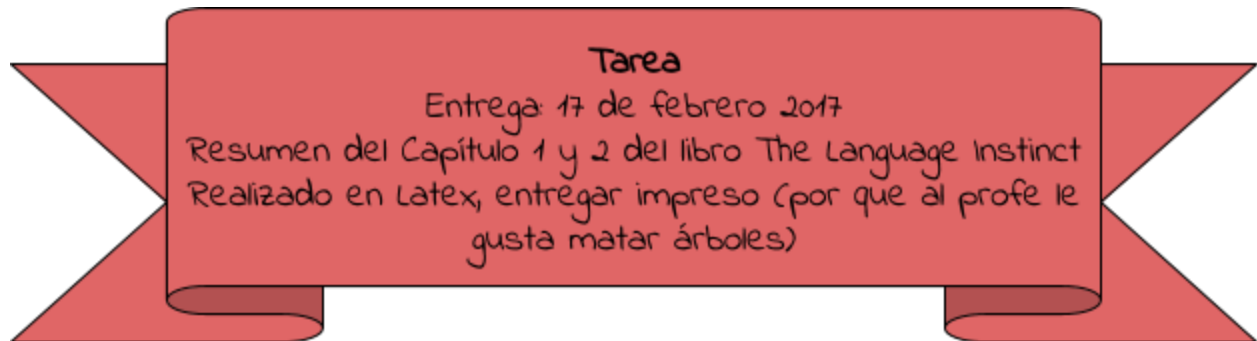 Tarea
Entrega: 17 de febrero 2017
Resumen del Capítulo 1 y 2 del libro The Language Instinct
Realizado en Latex, entregar impreso (por que al profe le
gusta matar árboles)